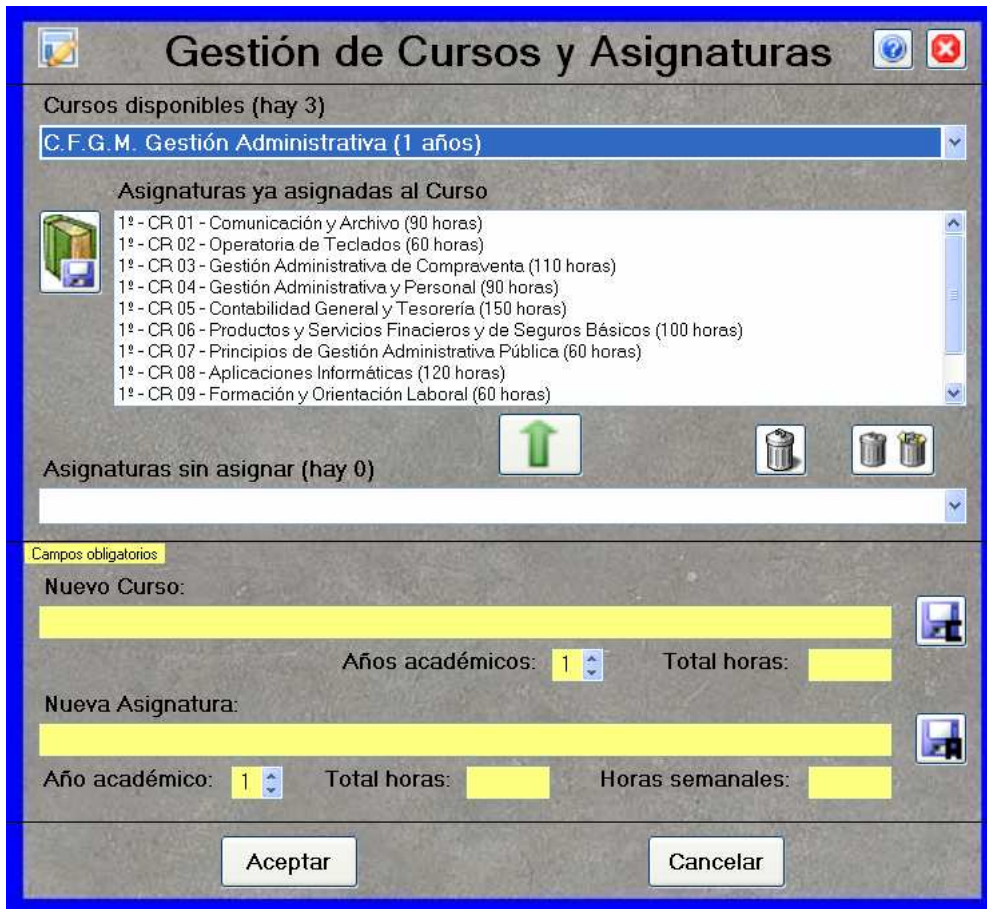 Gestión de Cursos y Asignaturas
Cursos disponibles (hay 3)
C.F.G.M. Gestión Administrativa (1 años)
Asignaturas ya asignadas al Curso
1º - CR 01 - Comunicación y Archivo (90 horas)
1º - CR 02 - Operatoria de Teclados (60 horas)
1º - CR 03 - Gestión Administrativa de Compraventa (110 horas)
1º - CR 04 - Gestión Administrativa y Personal (90 horas)
1º - CR 05 - Contabilidad General y Tesorería (150 horas)
1º - CR 06 - Productos y Servicios Finacieros y de Seguros Básicos (100 horas)
1º - CR 07 - Principios de Gestión Administrativa Pública (60 horas)
1º - CR 08 - Aplicaciones Informáticas (120 horas)
1º - CR 09 - Formación y Orientación Laboral (60 horas)
Asignaturas sin asignar (hay 0)
Campos obligatorios
Nuevo Curso:
C
Años académicos: 1 Total horas:
Nueva Asignatura:
A
Año académico: 1 Total horas: Horas semanales:
Aceptar Cancelar